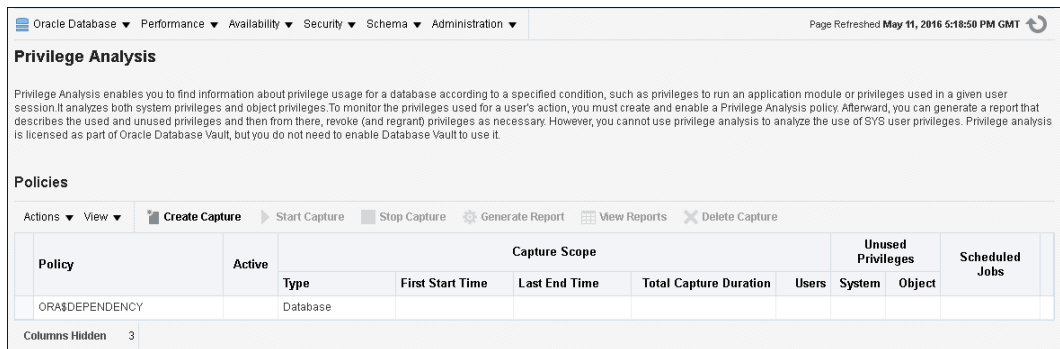 Oracle Database Performance Availability Security Schema Administration Page Refreshed May 11, 2016 5:18:50 PM GMT
Privilege Analysis
Privilege Analysis enables you to find information about privilege usage for a database according to a specified condition, such as privileges to run an application module or privileges used in a given user
session.It analyzes both system privileges and object privileges.To monitor the privileges used for a user's action, you must create and enable a Privilege Analysis policy. Afterward, you can generate a report that
describes the used and unused privileges and then from there, revoke (and regrant) privileges as necessary. However, you cannot use privilege analysis to analyze the use of SYS user privileges. Privilege analysis
is licensed as part of Oracle Database Vault, but you do not need to enable Database Vault to use it.
Policies
Actions View Create Capture Start Capture Stop Capture Generate Report View Reports Delete Capture
Policy Active Capture Scope Unused Privileges Scheduled Jobs
Type First Start Time Last End Time Total Capture Duration Users System Object
ORA$DEPENDENCY Database
Columns Hidden 3